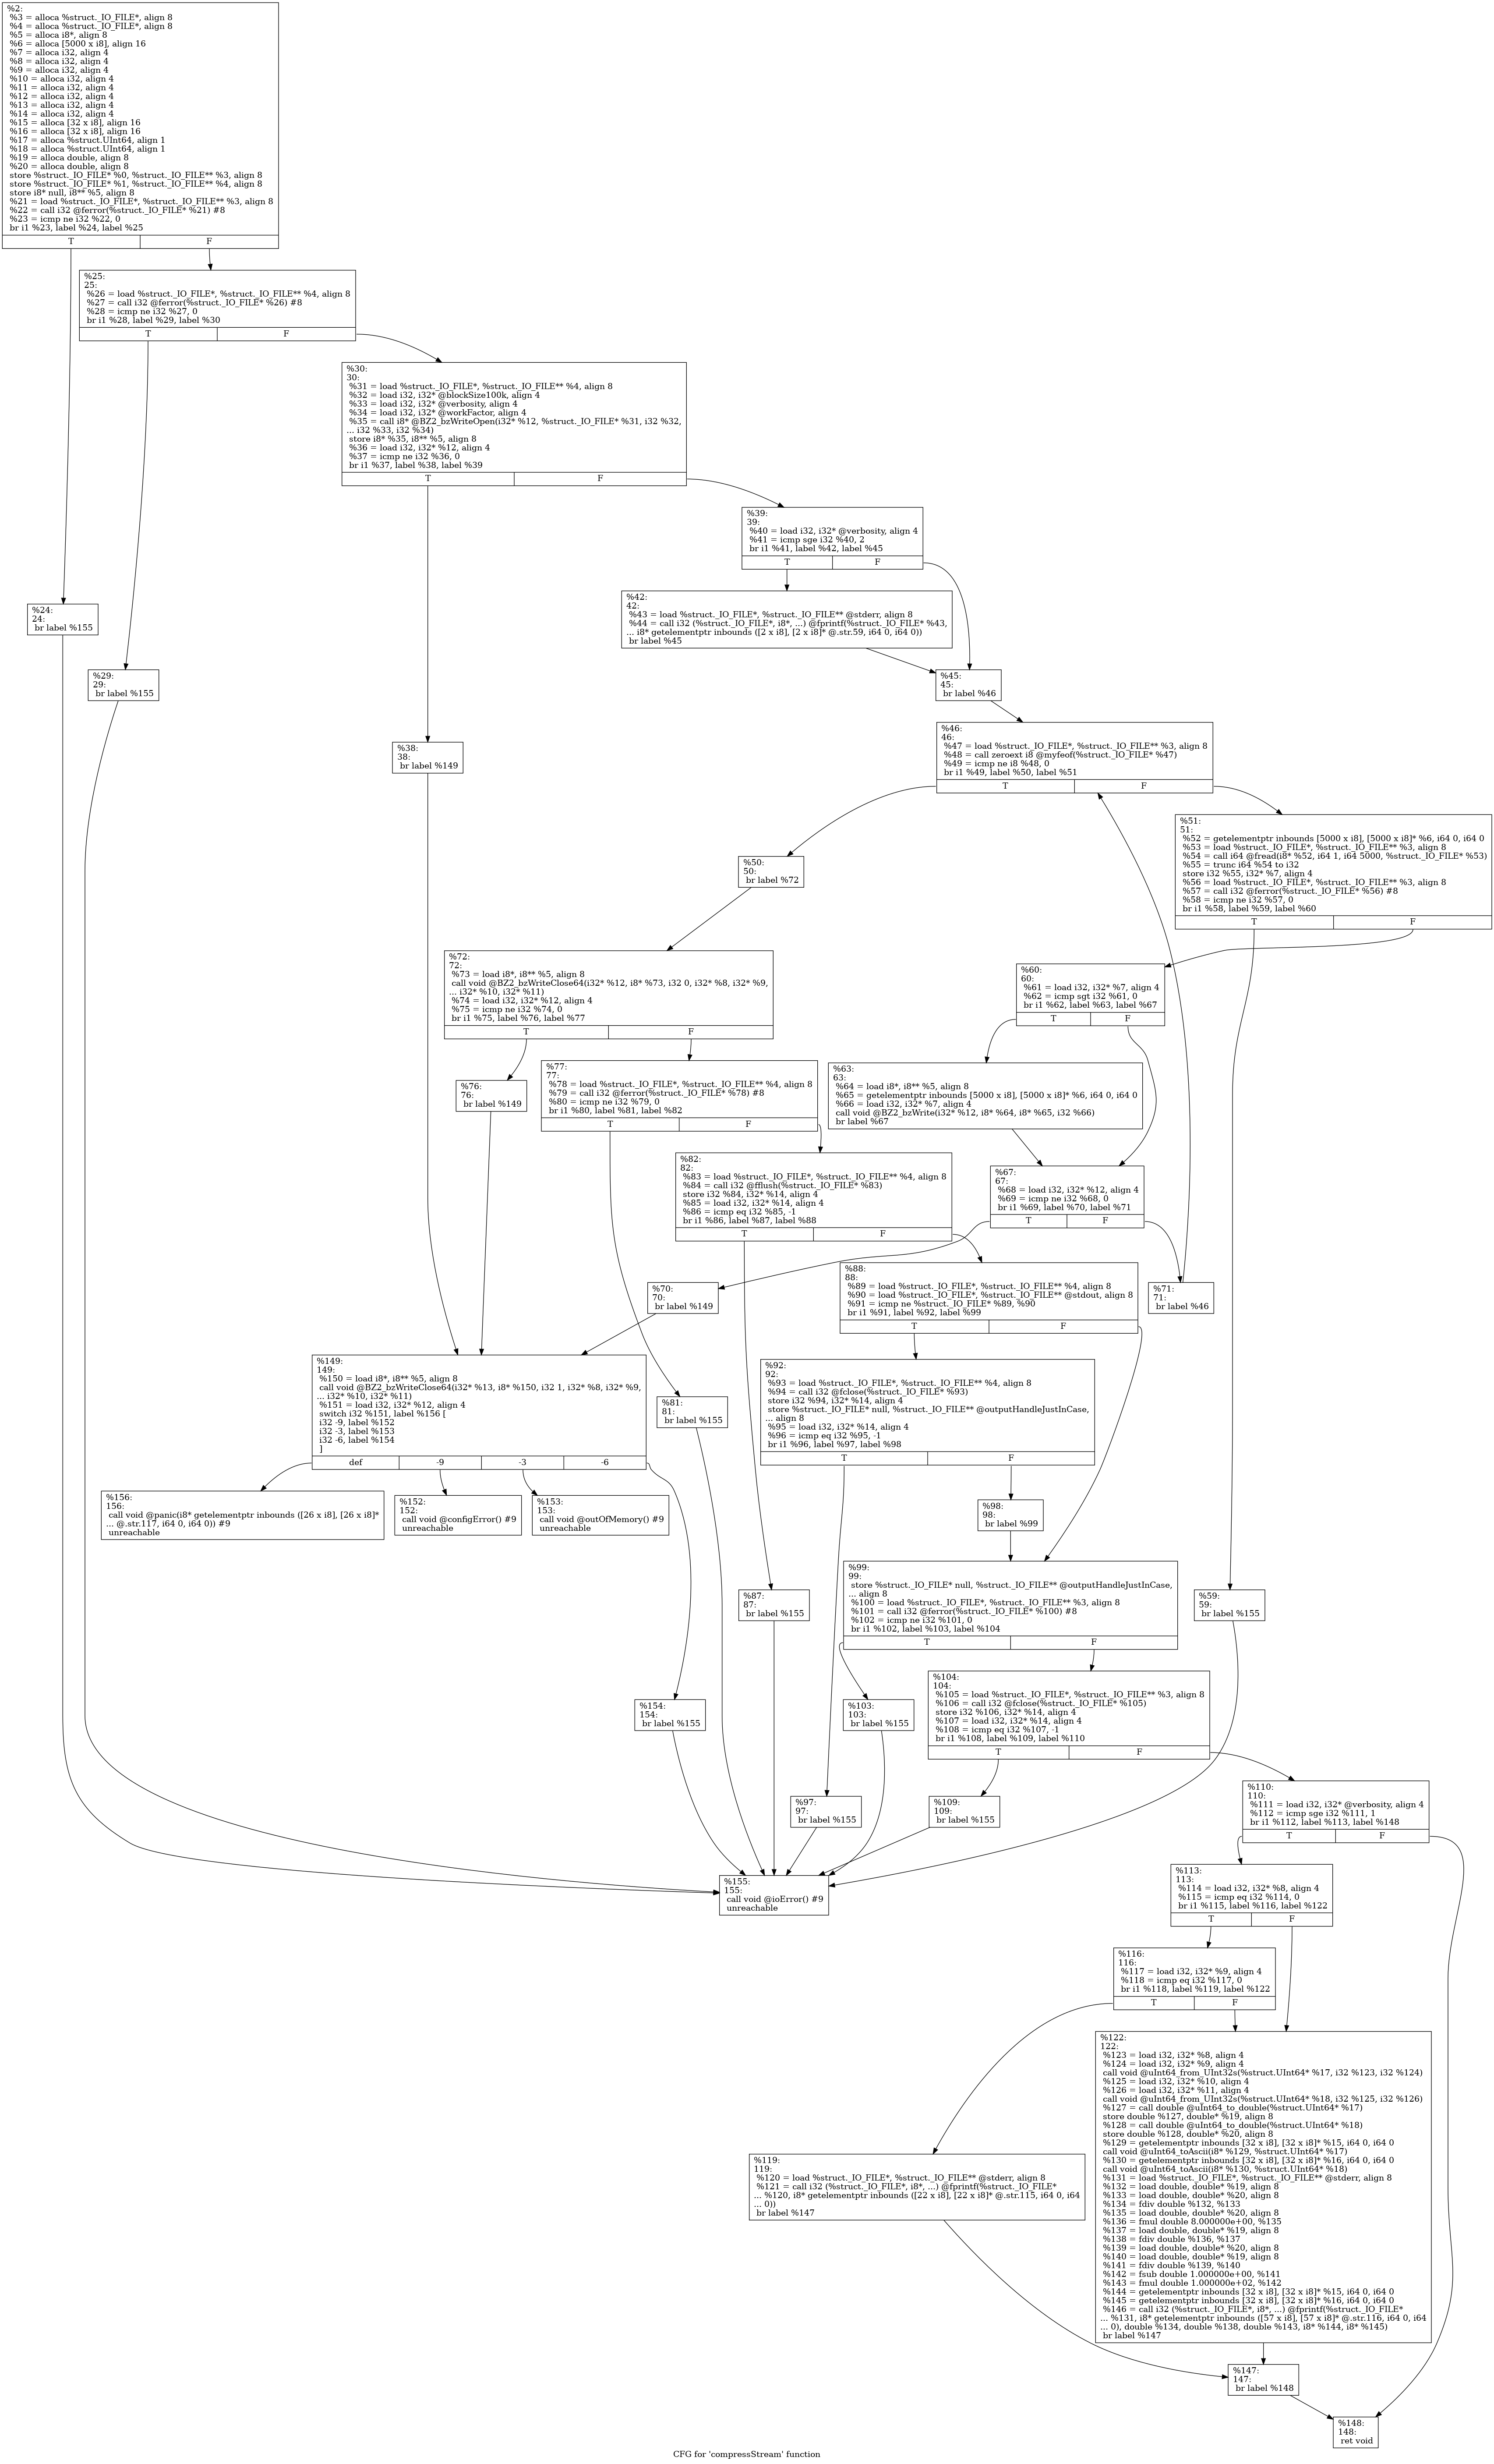 %2:
%3 = alloca %struct._IO_FILE*, align 8
%4 = alloca %struct._IO_FILE*, align 8
%5 = alloca i8*, align 8
%6 = alloca [5000 x i8], align 16
%7 = alloca i32, align 4
%8 = alloca i32, align 4
%9 = alloca i32, align 4
%10 = alloca i32, align 4
%11 = alloca i32, align 4
%12 = alloca i32, align 4
%13 = alloca i32, align 4
%14 = alloca i32, align 4
%15 = alloca [32 x i8], align 16
%16 = alloca [32 x i8], align 16
%17 = alloca %struct.UInt64, align 1
%18 = alloca %struct.UInt64, align 1
%19 = alloca double, align 8
%20 = alloca double, align 8
store %struct._IO_FILE* %0, %struct._IO_FILE** %3, align 8
store %struct._IO_FILE* %1, %struct._IO_FILE** %4, align 8
store i8* null, i8** %5, align 8
%21 = load %struct._IO_FILE*, %struct._IO_FILE** %3, align 8
%22 = call i32 @ferror(%struct._IO_FILE* %21) #8
%23 = icmp ne i32 %22, 0
br i1 %23, label %24, label %25
T F
%25:
25:
%26 = load %struct._IO_FILE*, %struct._IO_FILE** %4, align 8
%27 = call i32 @ferror(%struct._IO_FILE* %26) #8
%28 = icmp ne i32 %27, 0
br i1 %28, label %29, label %30
T F
%30:
30:
%31 = load %struct._IO_FILE*, %struct._IO_FILE** %4, align 8
%32 = load i32, i32* @blockSize100k, align 4
%33 = load i32, i32* @verbosity, align 4
%34 = load i32, i32* @workFactor, align 4
%35 = call i8* @BZ2_bzWriteOpen(i32* %12, %struct._IO_FILE* %31, i32 %32,
... i32 %33, i32 %34)
store i8* %35, i8** %5, align 8
%36 = load i32, i32* %12, align 4
%37 = icmp ne i32 %36, 0
br i1 %37, label %38, label %39
T F
%39:
39:
%40 = load i32, i32* @verbosity, align 4
%41 = icmp sge i32 %40, 2
br i1 %41, label %42, label %45
T F
%42:
42:
%43 = load %struct._IO_FILE*, %struct._IO_FILE** @stderr, align 8
%44 = call i32 (%struct._IO_FILE*, i8*, ...) @fprintf(%struct._IO_FILE* %43,
... i8* getelementptr inbounds ([2 x i8], [2 x i8]* @.str.59, i64 0, i64 0))
br label %45
%24:
24:
br label %155
%29:
29:
br label %155
%45:
45:
br label %46
%46:
46:
%47 = load %struct._IO_FILE*, %struct._IO_FILE** %3, align 8
%48 = call zeroext i8 @myfeof(%struct._IO_FILE* %47)
%49 = icmp ne i8 %48, 0
br i1 %49, label %50, label %51
T F
%38:
38:
br label %149
%51:
51:
%52 = getelementptr inbounds [5000 x i8], [5000 x i8]* %6, i64 0, i64 0
%53 = load %struct._IO_FILE*, %struct._IO_FILE** %3, align 8
%54 = call i64 @fread(i8* %52, i64 1, i64 5000, %struct._IO_FILE* %53)
%55 = trunc i64 %54 to i32
store i32 %55, i32* %7, align 4
%56 = load %struct._IO_FILE*, %struct._IO_FILE** %3, align 8
%57 = call i32 @ferror(%struct._IO_FILE* %56) #8
%58 = icmp ne i32 %57, 0
br i1 %58, label %59, label %60
T F
%50:
50:
br label %72
%72:
72:
%73 = load i8*, i8** %5, align 8
call void @BZ2_bzWriteClose64(i32* %12, i8* %73, i32 0, i32* %8, i32* %9,
... i32* %10, i32* %11)
%74 = load i32, i32* %12, align 4
%75 = icmp ne i32 %74, 0
br i1 %75, label %76, label %77
T F
%60:
60:
%61 = load i32, i32* %7, align 4
%62 = icmp sgt i32 %61, 0
br i1 %62, label %63, label %67
T F
%76:
76:
br label %149
%77:
77:
%78 = load %struct._IO_FILE*, %struct._IO_FILE** %4, align 8
%79 = call i32 @ferror(%struct._IO_FILE* %78) #8
%80 = icmp ne i32 %79, 0
br i1 %80, label %81, label %82
T F
%63:
63:
%64 = load i8*, i8** %5, align 8
%65 = getelementptr inbounds [5000 x i8], [5000 x i8]* %6, i64 0, i64 0
%66 = load i32, i32* %7, align 4
call void @BZ2_bzWrite(i32* %12, i8* %64, i8* %65, i32 %66)
br label %67
%82:
82:
%83 = load %struct._IO_FILE*, %struct._IO_FILE** %4, align 8
%84 = call i32 @fflush(%struct._IO_FILE* %83)
store i32 %84, i32* %14, align 4
%85 = load i32, i32* %14, align 4
%86 = icmp eq i32 %85, -1
br i1 %86, label %87, label %88
T F
%67:
67:
%68 = load i32, i32* %12, align 4
%69 = icmp ne i32 %68, 0
br i1 %69, label %70, label %71
T F
%70:
70:
br label %149
%88:
88:
%89 = load %struct._IO_FILE*, %struct._IO_FILE** %4, align 8
%90 = load %struct._IO_FILE*, %struct._IO_FILE** @stdout, align 8
%91 = icmp ne %struct._IO_FILE* %89, %90
br i1 %91, label %92, label %99
T F
%71:
71:
br label %46
%149:
149:
%150 = load i8*, i8** %5, align 8
call void @BZ2_bzWriteClose64(i32* %13, i8* %150, i32 1, i32* %8, i32* %9,
... i32* %10, i32* %11)
%151 = load i32, i32* %12, align 4
switch i32 %151, label %156 [
i32 -9, label %152
i32 -3, label %153
i32 -6, label %154
]
def -9 -3 -6
%81:
81:
br label %155
%92:
92:
%93 = load %struct._IO_FILE*, %struct._IO_FILE** %4, align 8
%94 = call i32 @fclose(%struct._IO_FILE* %93)
store i32 %94, i32* %14, align 4
store %struct._IO_FILE* null, %struct._IO_FILE** @outputHandleJustInCase,
... align 8
%95 = load i32, i32* %14, align 4
%96 = icmp eq i32 %95, -1
br i1 %96, label %97, label %98
T F
%156:
156:
call void @panic(i8* getelementptr inbounds ([26 x i8], [26 x i8]*
... @.str.117, i64 0, i64 0)) #9
unreachable
%152:
152:
call void @configError() #9
unreachable
%153:
153:
call void @outOfMemory() #9
unreachable
%98:
98:
br label %99
%99:
99:
store %struct._IO_FILE* null, %struct._IO_FILE** @outputHandleJustInCase,
... align 8
%100 = load %struct._IO_FILE*, %struct._IO_FILE** %3, align 8
%101 = call i32 @ferror(%struct._IO_FILE* %100) #8
%102 = icmp ne i32 %101, 0
br i1 %102, label %103, label %104
T F
%87:
87:
br label %155
%59:
59:
br label %155
%104:
104:
%105 = load %struct._IO_FILE*, %struct._IO_FILE** %3, align 8
%106 = call i32 @fclose(%struct._IO_FILE* %105)
store i32 %106, i32* %14, align 4
%107 = load i32, i32* %14, align 4
%108 = icmp eq i32 %107, -1
br i1 %108, label %109, label %110
T F
%154:
154:
br label %155
%103:
103:
br label %155
%97:
97:
br label %155
%109:
109:
br label %155
%110:
110:
%111 = load i32, i32* @verbosity, align 4
%112 = icmp sge i32 %111, 1
br i1 %112, label %113, label %148
T F
%155:
155:
call void @ioError() #9
unreachable
%113:
113:
%114 = load i32, i32* %8, align 4
%115 = icmp eq i32 %114, 0
br i1 %115, label %116, label %122
T F
%116:
116:
%117 = load i32, i32* %9, align 4
%118 = icmp eq i32 %117, 0
br i1 %118, label %119, label %122
T F
%122:
122:
%123 = load i32, i32* %8, align 4
%124 = load i32, i32* %9, align 4
call void @uInt64_from_UInt32s(%struct.UInt64* %17, i32 %123, i32 %124)
%125 = load i32, i32* %10, align 4
%126 = load i32, i32* %11, align 4
call void @uInt64_from_UInt32s(%struct.UInt64* %18, i32 %125, i32 %126)
%127 = call double @uInt64_to_double(%struct.UInt64* %17)
store double %127, double* %19, align 8
%128 = call double @uInt64_to_double(%struct.UInt64* %18)
store double %128, double* %20, align 8
%129 = getelementptr inbounds [32 x i8], [32 x i8]* %15, i64 0, i64 0
call void @uInt64_toAscii(i8* %129, %struct.UInt64* %17)
%130 = getelementptr inbounds [32 x i8], [32 x i8]* %16, i64 0, i64 0
call void @uInt64_toAscii(i8* %130, %struct.UInt64* %18)
%131 = load %struct._IO_FILE*, %struct._IO_FILE** @stderr, align 8
%132 = load double, double* %19, align 8
%133 = load double, double* %20, align 8
%134 = fdiv double %132, %133
%135 = load double, double* %20, align 8
%136 = fmul double 8.000000e+00, %135
%137 = load double, double* %19, align 8
%138 = fdiv double %136, %137
%139 = load double, double* %20, align 8
%140 = load double, double* %19, align 8
%141 = fdiv double %139, %140
%142 = fsub double 1.000000e+00, %141
%143 = fmul double 1.000000e+02, %142
%144 = getelementptr inbounds [32 x i8], [32 x i8]* %15, i64 0, i64 0
%145 = getelementptr inbounds [32 x i8], [32 x i8]* %16, i64 0, i64 0
%146 = call i32 (%struct._IO_FILE*, i8*, ...) @fprintf(%struct._IO_FILE*
... %131, i8* getelementptr inbounds ([57 x i8], [57 x i8]* @.str.116, i64 0, i64
... 0), double %134, double %138, double %143, i8* %144, i8* %145)
br label %147
%119:
119:
%120 = load %struct._IO_FILE*, %struct._IO_FILE** @stderr, align 8
%121 = call i32 (%struct._IO_FILE*, i8*, ...) @fprintf(%struct._IO_FILE*
... %120, i8* getelementptr inbounds ([22 x i8], [22 x i8]* @.str.115, i64 0, i64
... 0))
br label %147
%147:
147:
br label %148
%148:
148:
ret void
CFG for 'compressStream' function